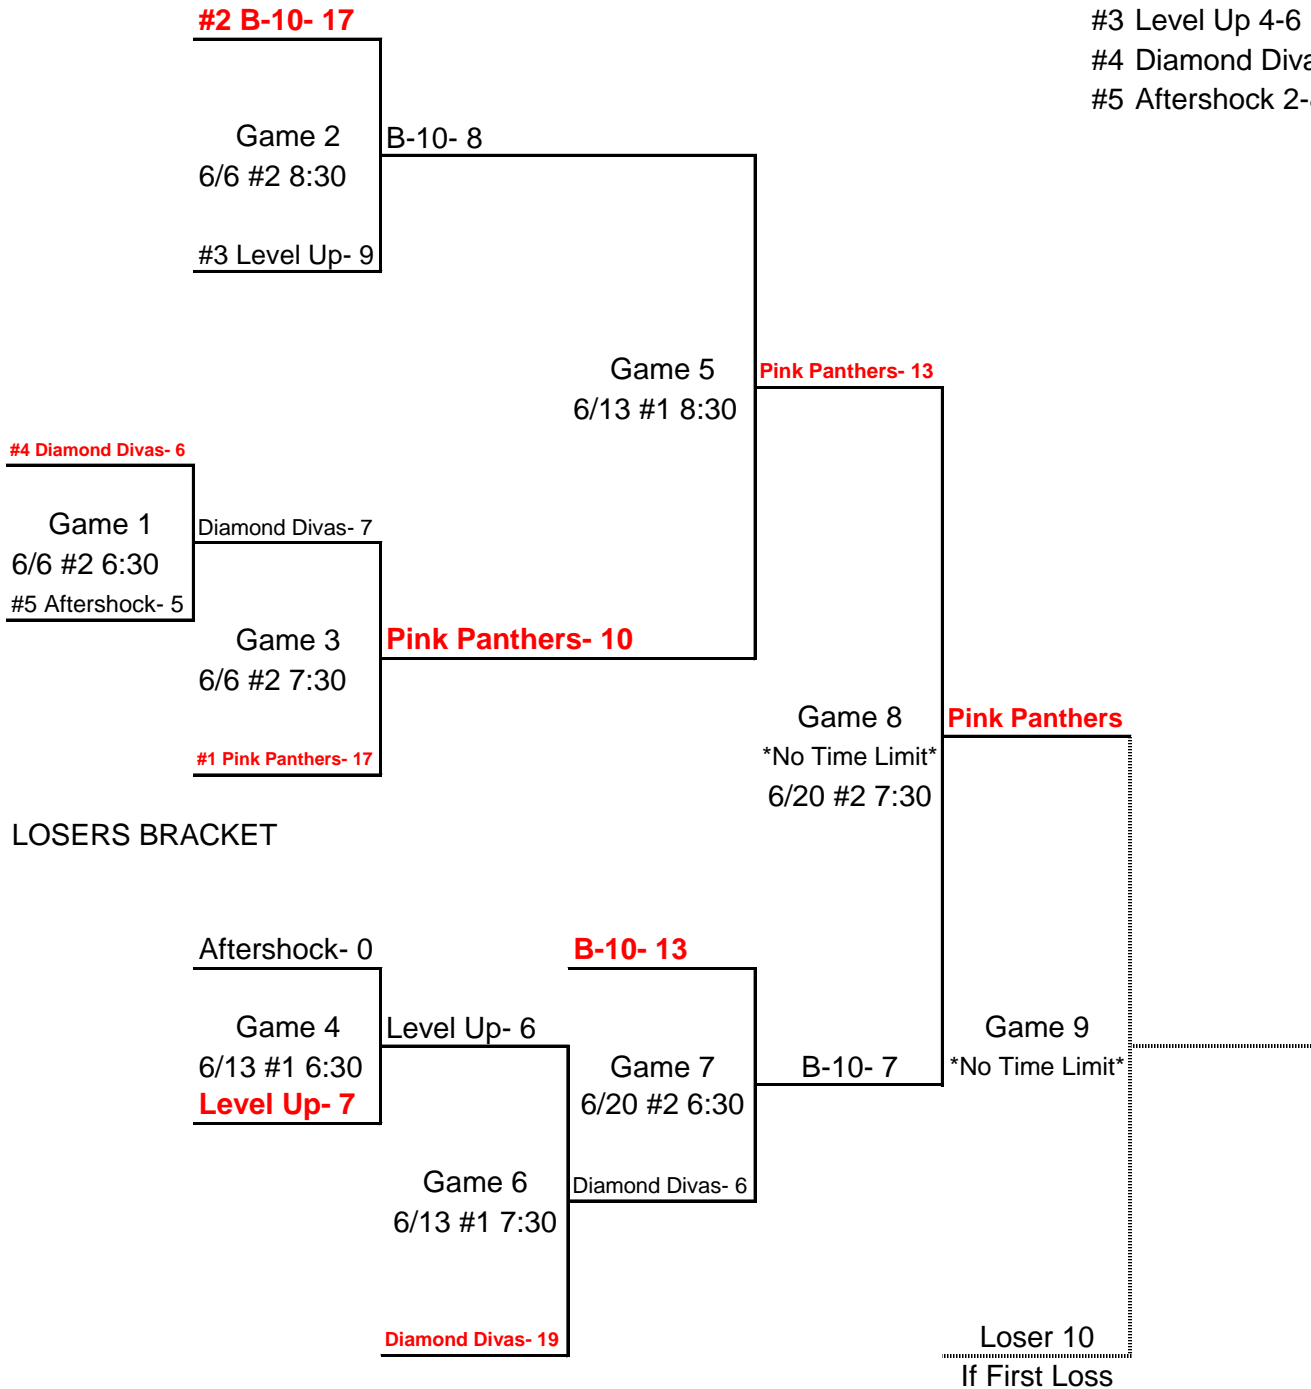 #2 B-10- 17
#3 Level Up 4-6
#4 Diamond
#5 Aftershock
Game 2
B-10- 8
6/6 #2 8:30
#3 Level Up- 9
Game 5
Pink Panthers- 13
6/13 #1 8:30
#4 Diamond Divas- 6
Game 1
Diamond Divas- 7
6/6 #2 6:30
#5 Aftershock- 5
Game 3
Pink Panthers- 10
6/6 #2 7:30
Game 8
Pink Panthers
*No Time Limit*
#1 Pink Panthers- 17
6/20 #2 7:30
LOSERS BRACKET
Aftershock- 0
B-10- 13
Game 4
Level Up- 6
Game 9
6/13 #1 6:30
Game 7
B-10- 7
*No Time Limit*
Level Up- 7
6/20 #2 6:30
Game 6
Diamond Divas- 6
6/13 #1 7:30
Diamond Divas- 19
Loser 10
If First Loss